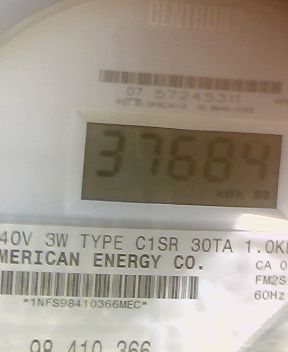 CENTRON
07 57245311
37684
40V 3W TYPE C1SR 30TA 1.0K
MERICAN ENERGY CO.
CA 0
FM2S
*1NFS98410366MEC*
60Hz
98 410 366